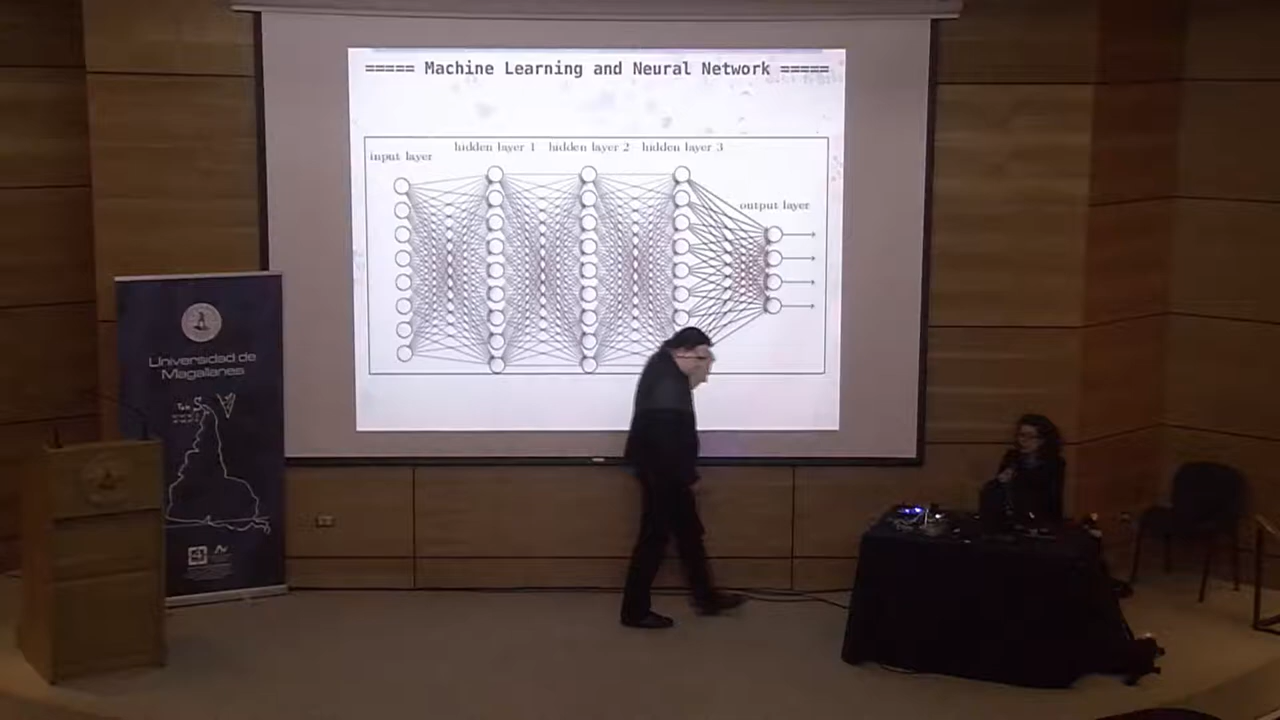 ===== Machine Learning and Neural Network =====
hidden layer 1 hidden layer 2 hidden layer 3
input layer
output layer
Universidad de
Magallanes